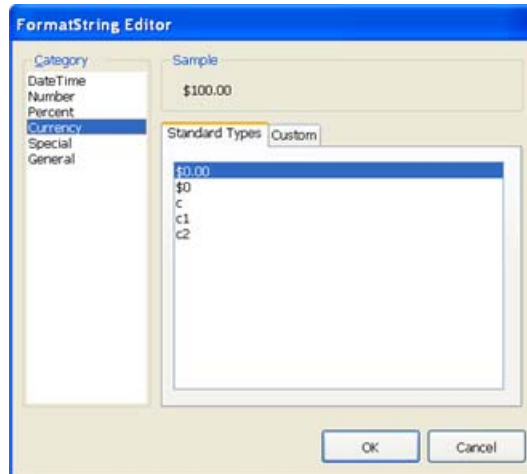 FormatString Editor
Category
DateTime
Number
Percent
Currency
Special
General
Sample
$100.00
Standard Types
Custom
$0.00
$0
c
c1
c2
OK
Cancel